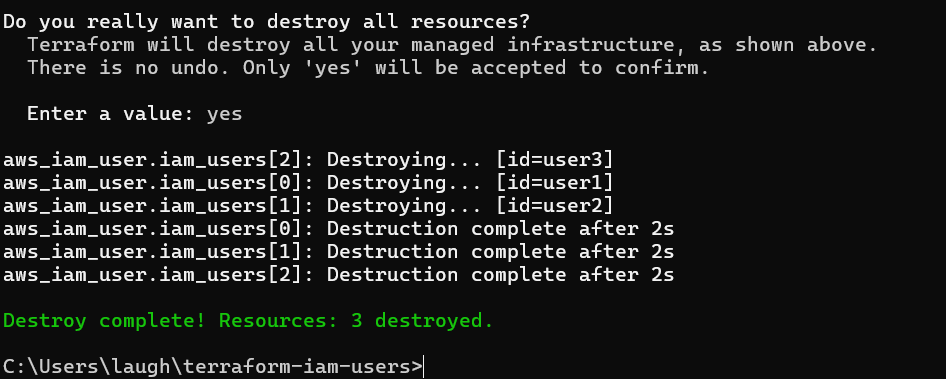 Do you really want to destroy all resources?
Terraform will destroy all your managed infrastructure, as shown above.
There is no undo. Only 'yes' will be accepted to confirm.
Enter a value: yes
aws_iam_user.iam_users[2]: Destroying... [id=user3]
aws_iam_user.iam_users[0]: Destroying... [id=user1]
aws_iam_user.iam_users[1]: Destroying... [id=user2]
aws_iam_user.iam_users[0]: Destruction complete after 2s
aws_iam_user.iam_users[1]: Destruction complete after 2s
aws_iam_user.iam_users[2]: Destruction complete after 2s
Destroy complete! Resources: 3 destroyed.
C:\Users\laugh\terraform-iam-users>